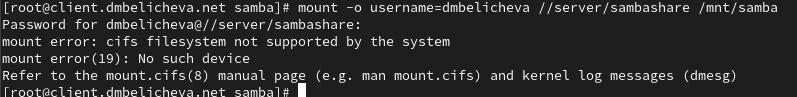 [root@client.dmbelicheva.net samba]# mount -o username=dmbelicheva //server/sambashare /mnt/samba
Password for dmbelicheva@//server/sambashare:
mount error: cifs filesystem not supported by the system
mount error(19): No such device
Refer to the mount.cifs(8) manual page (e.g. man mount.cifs) and kernel log messages (dmesg)
[root@client.dmbelicheva.net samba]#